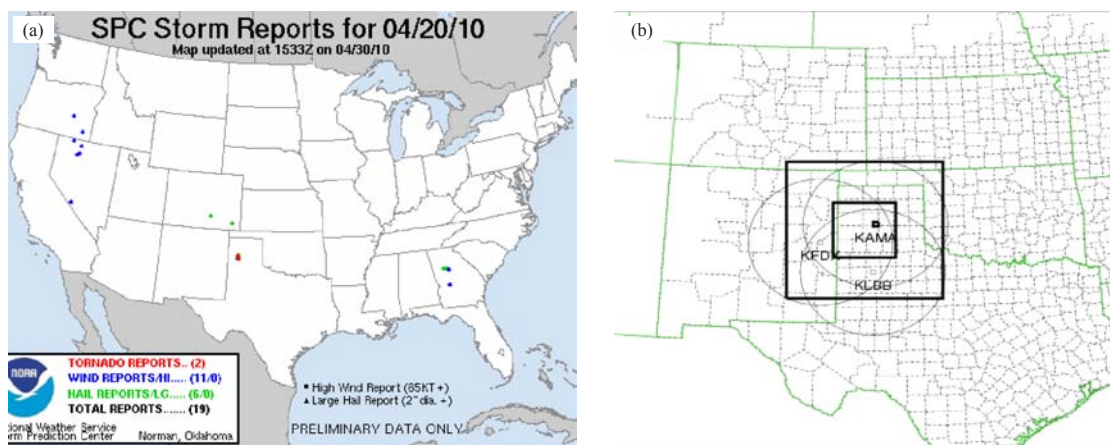 (a)
SPC Storm Reports for 04/20/10
Map updated at 1533Z on 04/30/10
TORNADO REPORTS.. (2)
WIND REPORTS/HI..... (11/0)
HAIL REPORTS/LG..... (6/0)
TOTAL REPORTS....... (19)
NOAA
tional Weather Service
orm Prediction Center Norman, Oklahoma
High Wind Report (65KT +)
Large Hail Report (2" dia. +)
PRELIMINARY DATA ONLY
(b)
KAMA
KFDX
KLBB